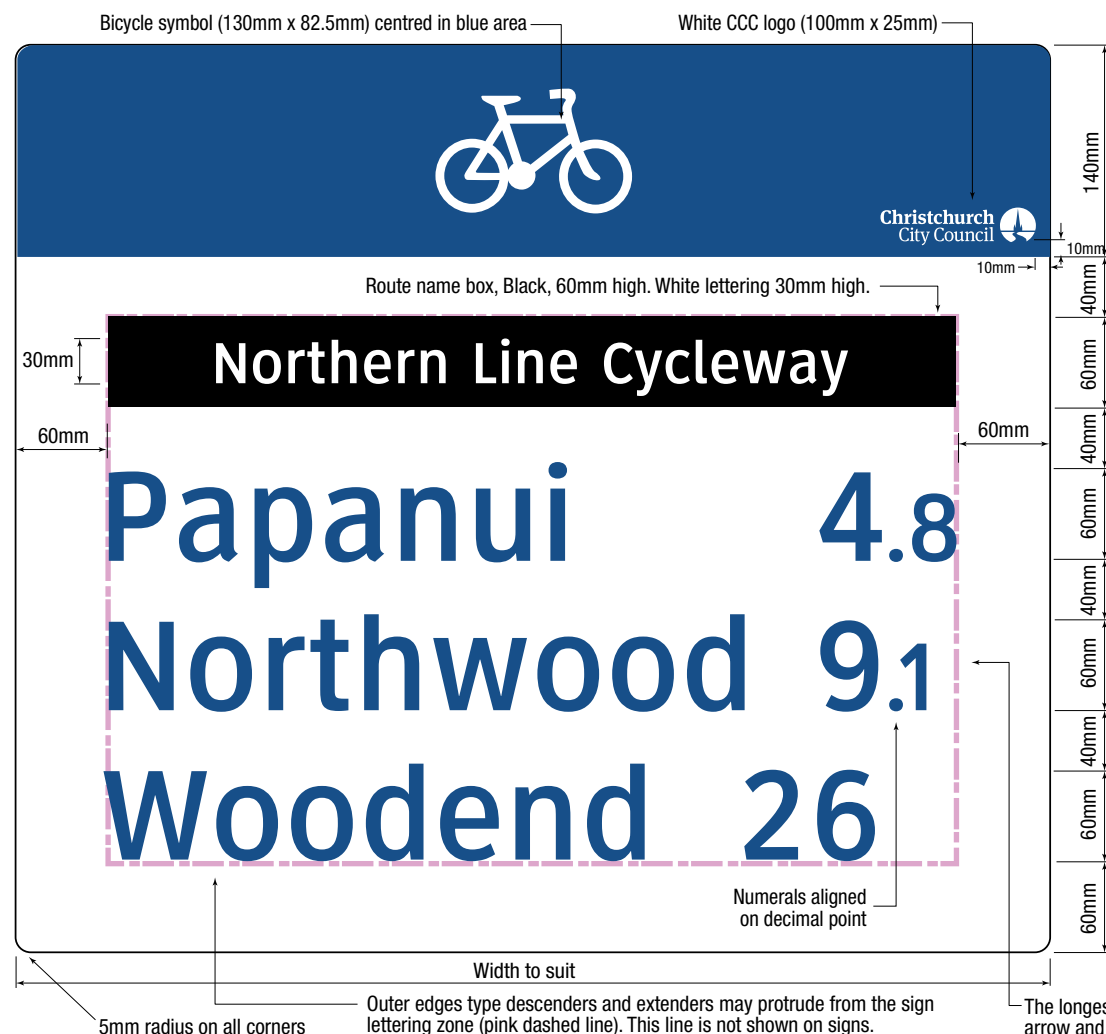 Bicycle symbol (130mm x 82.5mm) centred in blue area
White CCC logo (100mm x 25mm)
140mm
Christchurch
City Council
10mm
10mm
40mm
Route name box, Black, 60mm high. White lettering 30mm high.
30mm
Northern Line Cycleway
60mm
60mm
60mm
40mm
Papanui 4.8
60mm
40mm
Northwood 9.1
60mm
40mm
Woodend 26
60mm
Numerals aligned
on decimal point
60mm
Width to suit
5mm radius on all corners
Outer edges type descenders and extenders may protrude from the sign
lettering zone (pink dashed line). This line is not shown on signs.
The longes
arrow and